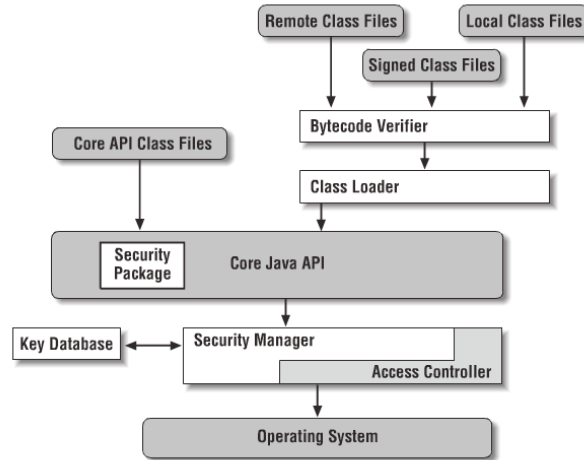 Remote Class Files
Local Class Files
Signed Class Files
Bytecode Verifier
Core API Class Files
Class Loader
Security
Package
Core Java API
Key Database
Security Manager
Access Controller
Operating System